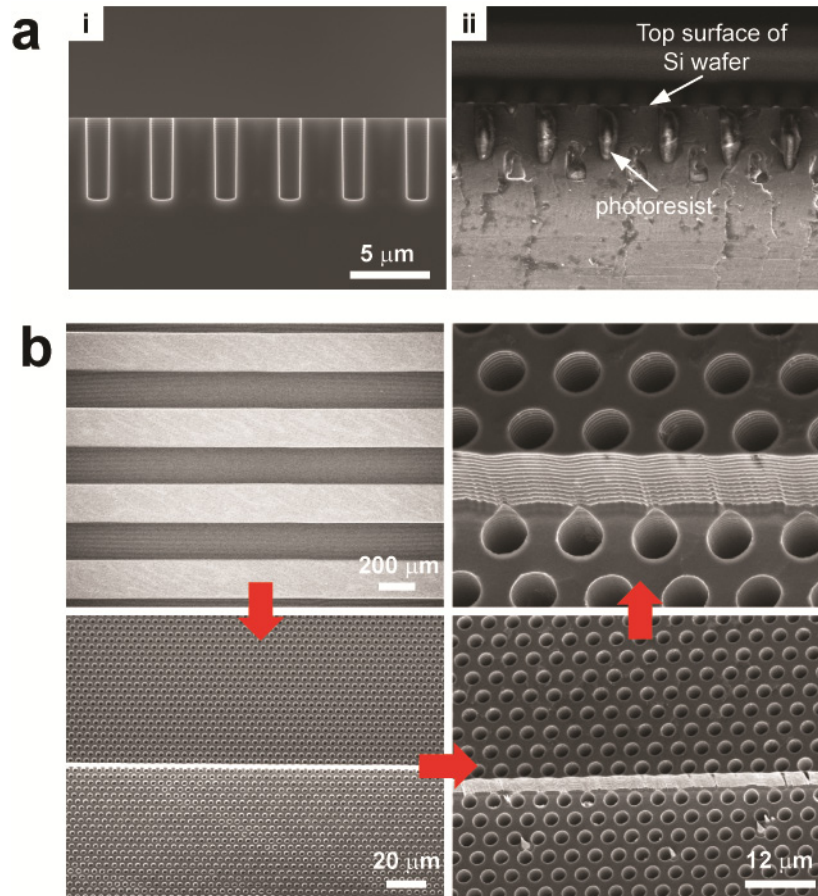 a
i
ii
Top surface of
Si wafer
photoresist
5 μm
b
200 μm
20 μm
12 μm